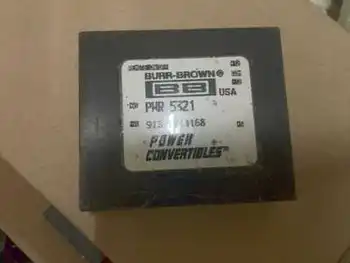 BURR-BROWN®
BB
USA
PWR 5321
POWER
CONVERTIBLES™